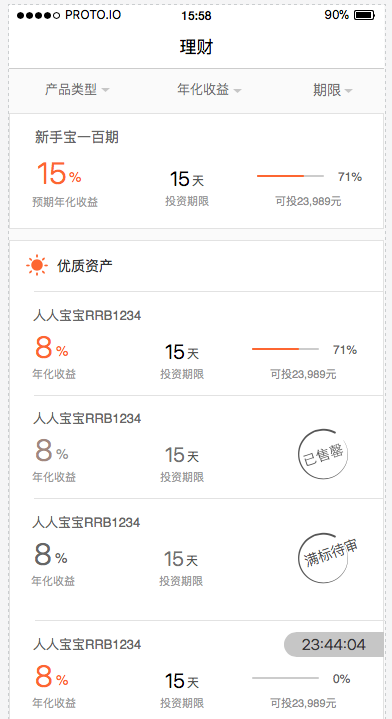 PROTO.IO 15:58 90%
理财
产品类型 年化收益 期限
新手宝一百期
15% 15天 71%
预期年化收益 投资期限 可投23,989元
优质资产
人人宝宝RRB1234
8% 15天 71%
年化收益 投资期限 可投23,989元
人人宝宝RRB1234
8% 15天 已售罄
年化收益 投资期限
人人宝宝RRB1234
8% 15天 满标待审
年化收益 投资期限
人人宝宝RRB1234 23:44:04
8% 15天 0%
年化收益 投资期限 可投23,989元